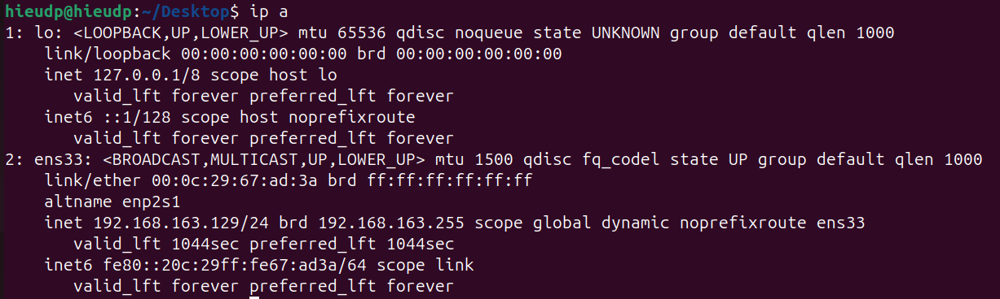 hieudp@hieudp:~/Desktop$ ip a
1: lo: <LOOPBACK,UP,LOWER_UP> mtu 65536 qdisc noqueue state UNKNOWN group default qlen 1000
    link/loopback 00:00:00:00:00:00 brd 00:00:00:00:00:00
    inet 127.0.0.1/8 scope host lo
       valid_lft forever preferred_lft forever
    inet6 ::1/128 scope host noprefixroute
       valid_lft forever preferred_lft forever
2: ens33: <BROADCAST,MULTICAST,UP,LOWER_UP> mtu 1500 qdisc fq_codel state UP group default qlen 1000
    link/ether 00:0c:29:67:ad:3a brd ff:ff:ff:ff:ff:ff
    altname enp2s1
    inet 192.168.163.129/24 brd 192.168.163.255 scope global dynamic noprefixroute ens33
       valid_lft 1044sec preferred_lft 1044sec
    inet6 fe80::20c:29ff:fe67:ad3a/64 scope link
       valid_lft forever preferred_lft forever